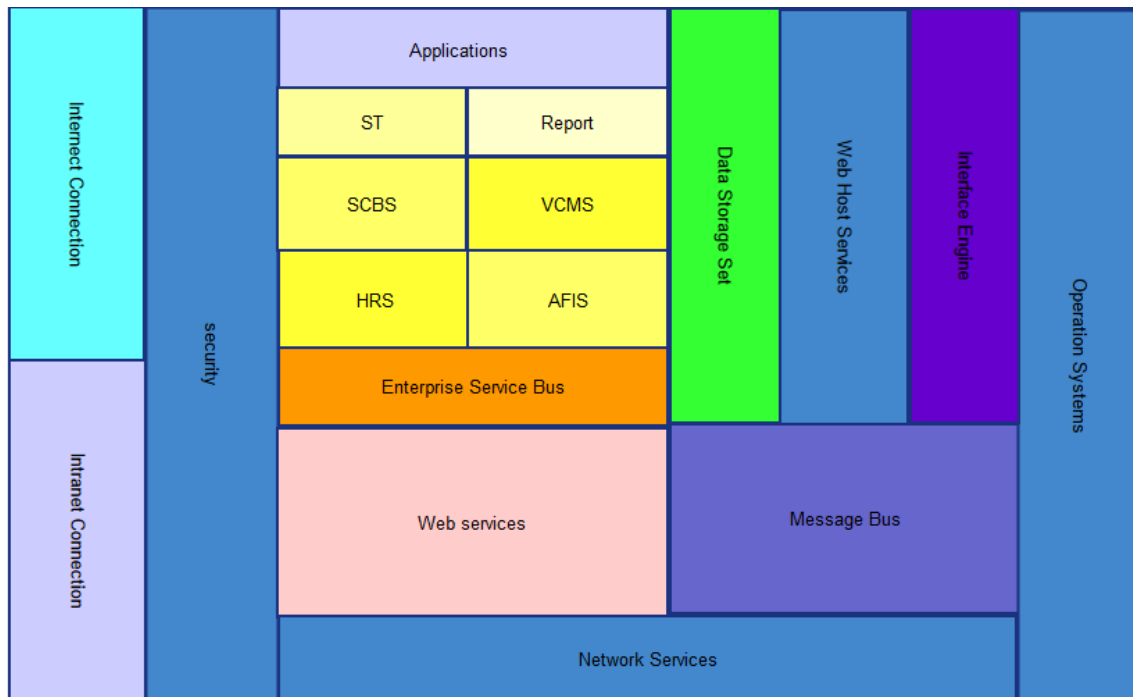 Internect Connection
Intranet Connection
security
Applications
ST
Report
SCBS
VCMS
HRS
AFIS
Enterprise Service Bus
Web services
Data Storage Set
Web Host Services
Interface Engine
Message Bus
Network Services
Operation Systems